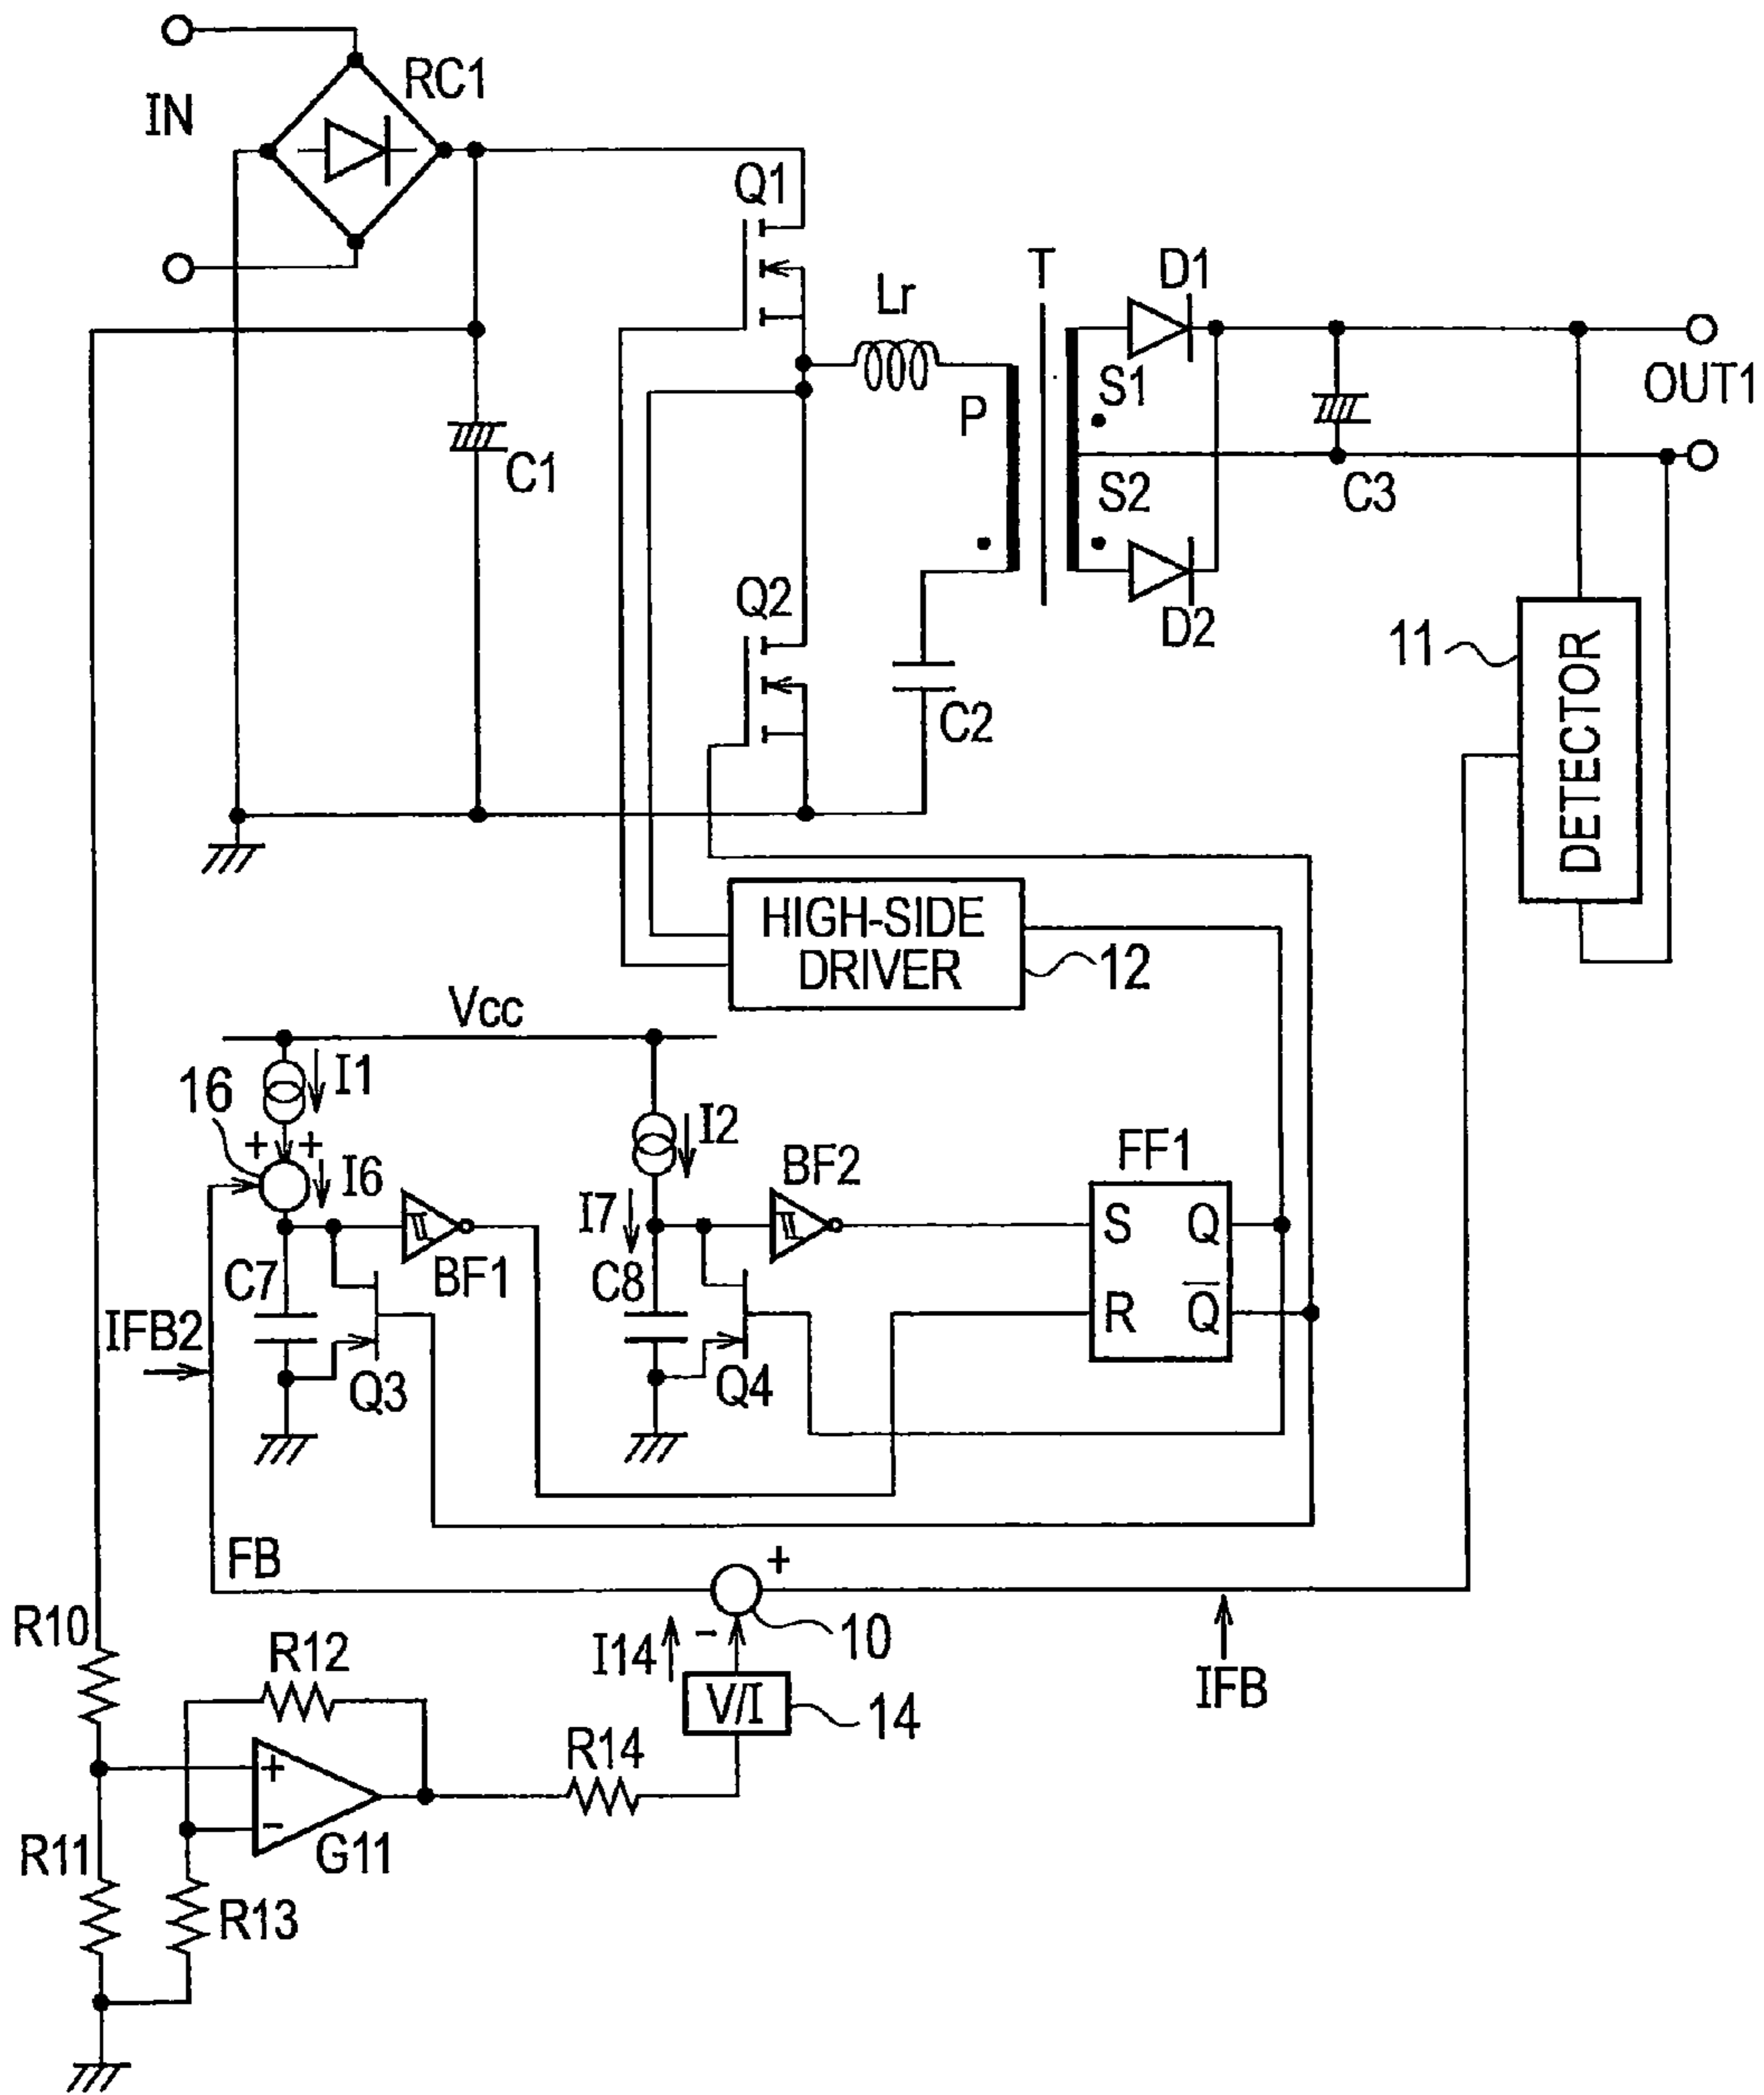 IN
RC1
Q1
Lr
T
D1
S1
OUT1
P
C1
S2
C3
Q2
D2
11
C2
DETECTOR
HIGH-SIDE
DRIVER
12
Vcc
16
I1
I2
+ +
I6
BF2
FF1
I7
S Q
C7
BF1
C8
R Q
IFB2
Q3
Q4
FB
+
10
R10
R12
I14
-
IFB
V/I
14
R14
+
-
R11
G11
R13